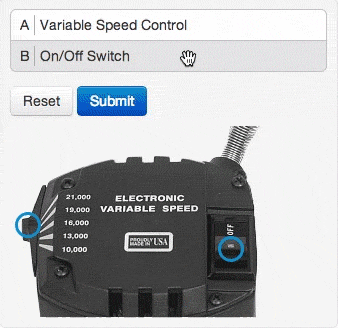 A Variable Speed Control
B On/Off Switch
Reset Submit
21,000
19,000
16,000
13,000
10,000
ELECTRONIC
VARIABLE SPEED
PROUDLY
MADE IN USA
OFF